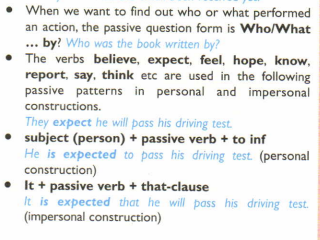 • When we want to find out who or what performed
an action, the passive question form is Who/What
... by? Who was the book written by?
• The verbs believe, expect, feel, hope, know,
report, say, think etc are used in the following
passive patterns in personal and impersonal
constructions.
They expect he will pass his driving test.
• subject (person) + passive verb + to inf
He is expected to pass his driving test. (personal
construction)
• It + passive verb + that-clause
It is expected that he will pass his driving test.
(impersonal construction)